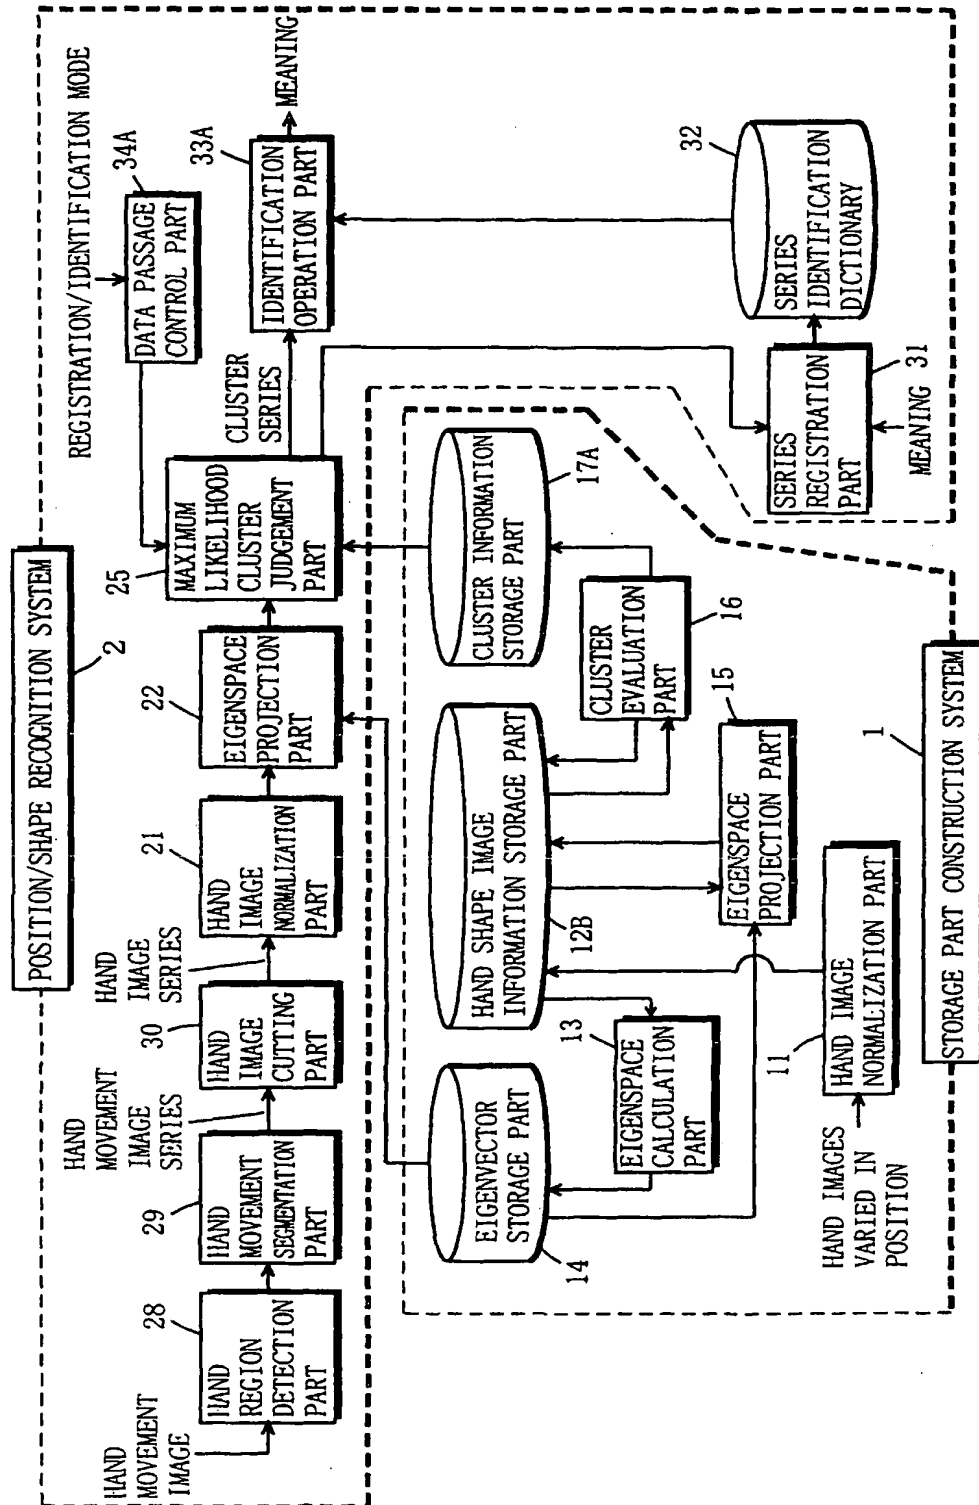 POSITION/SHAPE RECOGNITION SYSTEM
2
REGISTRATION/IDENTIFICATION MODE
HAND
MOVEMENT
IMAGE
28
HAND
REGION
DETECTION
PART
29
HAND
MOVEMENT
SEGMENTATION
PART
HAND
MOVEMENT
IMAGE
SERIES
30
HAND
IMAGE
CUTTING
PART
HAND
IMAGE
SERIES
21
HAND
IMAGE
NORMALIZATION
PART
22
EIGENSPACE
PROJECTION
PART
25
MAXIMUM
LIKELIHOOD
CLUSTER
JUDGEMENT
PART
34A
DATA PASSAGE
CONTROL PART
CLUSTER
SERIES
33A
IDENTIFICATION
OPERATION PART
MEANING
EIGENVECTOR
STORAGE PART
14
13
EIGENSPACE
CALCULATION
PART
HAND SHAPE IMAGE
INFORMATION STORAGE PART
12B
CLUSTER INFORMATION
STORAGE PART
17A
CLUSTER
EVALUATION
PART
16
15
EIGENSPACE
PROJECTION PART
HAND IMAGES
VARIED IN
POSITION
11
HAND IMAGE
NORMALIZATION PART
SERIES
REGISTRATION
PART
31
MEANING
32
SERIES
IDENTIFICATION
DICTIONARY
1
STORAGE PART CONSTRUCTION SYSTEM